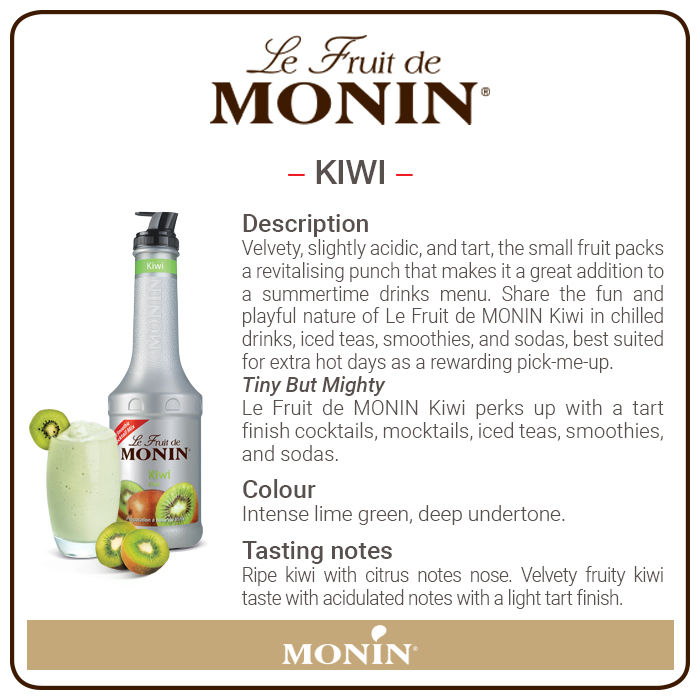 Le Fruit de
MONIN®
– KIWI –
Description
Velvety, slightly acidic, and tart, the small fruit packs
a revitalising punch that makes it a great addition to
a summertime drinks menu. Share the fun and
playful nature of Le Fruit de MONIN Kiwi in chilled
drinks, iced teas, smoothies, and sodas, best suited
for extra hot days as a rewarding pick-me-up.
Tiny But Mighty
Le Fruit de MONIN Kiwi perks up with a tart
finish cocktails, mocktails, iced teas, smoothies,
and sodas.
Colour
Intense lime green, deep undertone.
Tasting notes
Ripe kiwi with citrus notes nose. Velvety fruity kiwi
taste with acidulated notes with a light tart finish.
Kiwi
MONIN
Le Fruit de
MONIN
Kiwi
MONIN®